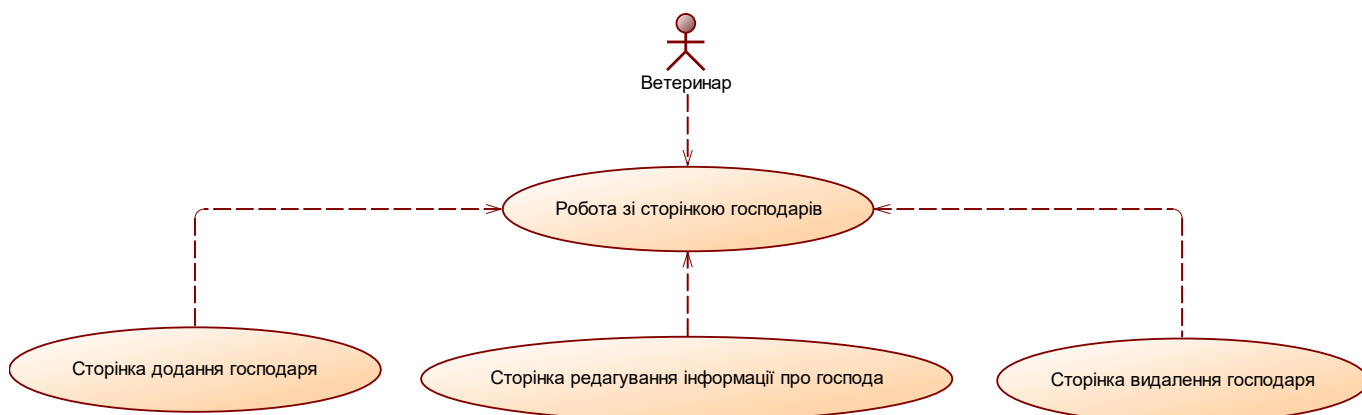 Ветеринар
Робота зі сторінкою господарів
Сторінка додання господаря
Сторінка редагування інформації про господа
Сторінка видалення господаря